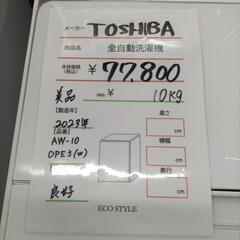 メーカー TOSHIBA
商品名 全自動洗濯機
本体価格 (税込) ¥ 77,800
美品 (税抜) ¥ 10kg
【製造年】 高さ
2023年 cm
【品番】 横幅
AW-10 cm
DPE3(W) 奥行
cm
良好
ECO STYLE